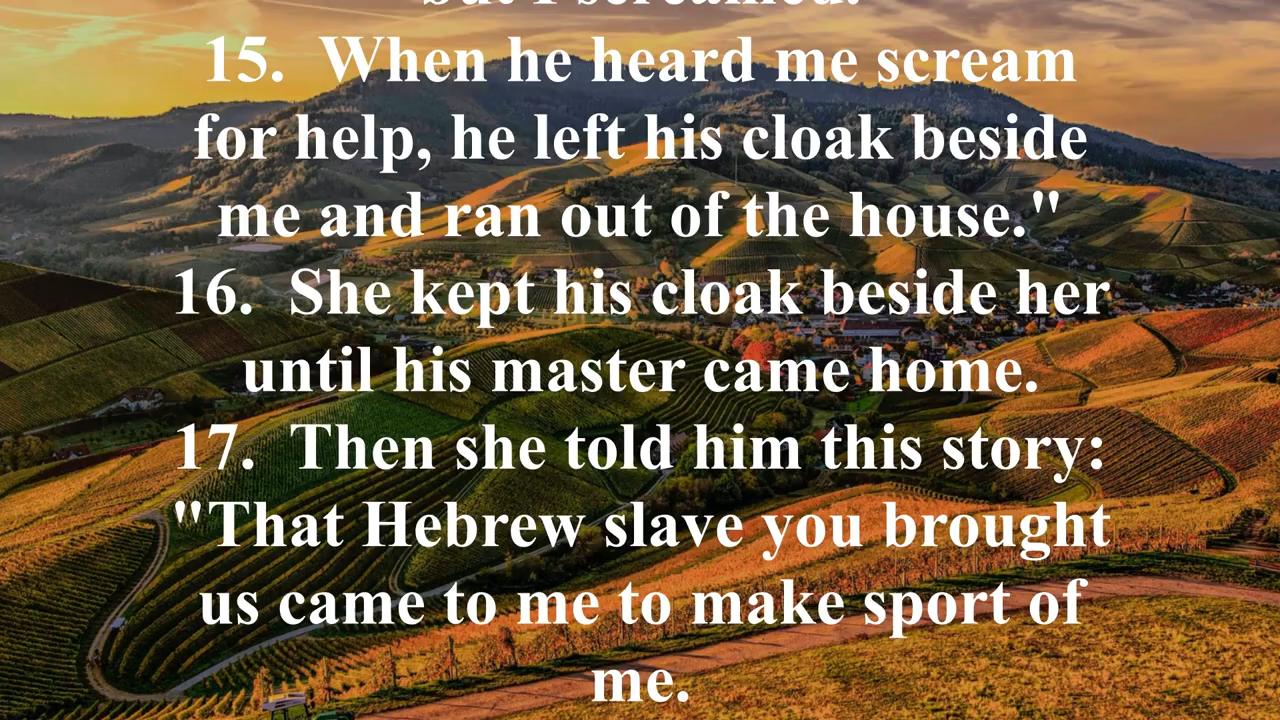 but I screamed.
15.  When he heard me scream
for help, he left his cloak beside
me and ran out of the house."
16.  She kept his cloak beside her
until his master came home.
17.  Then she told him this story:
"That Hebrew slave you brought
us came to me to make sport of
me.